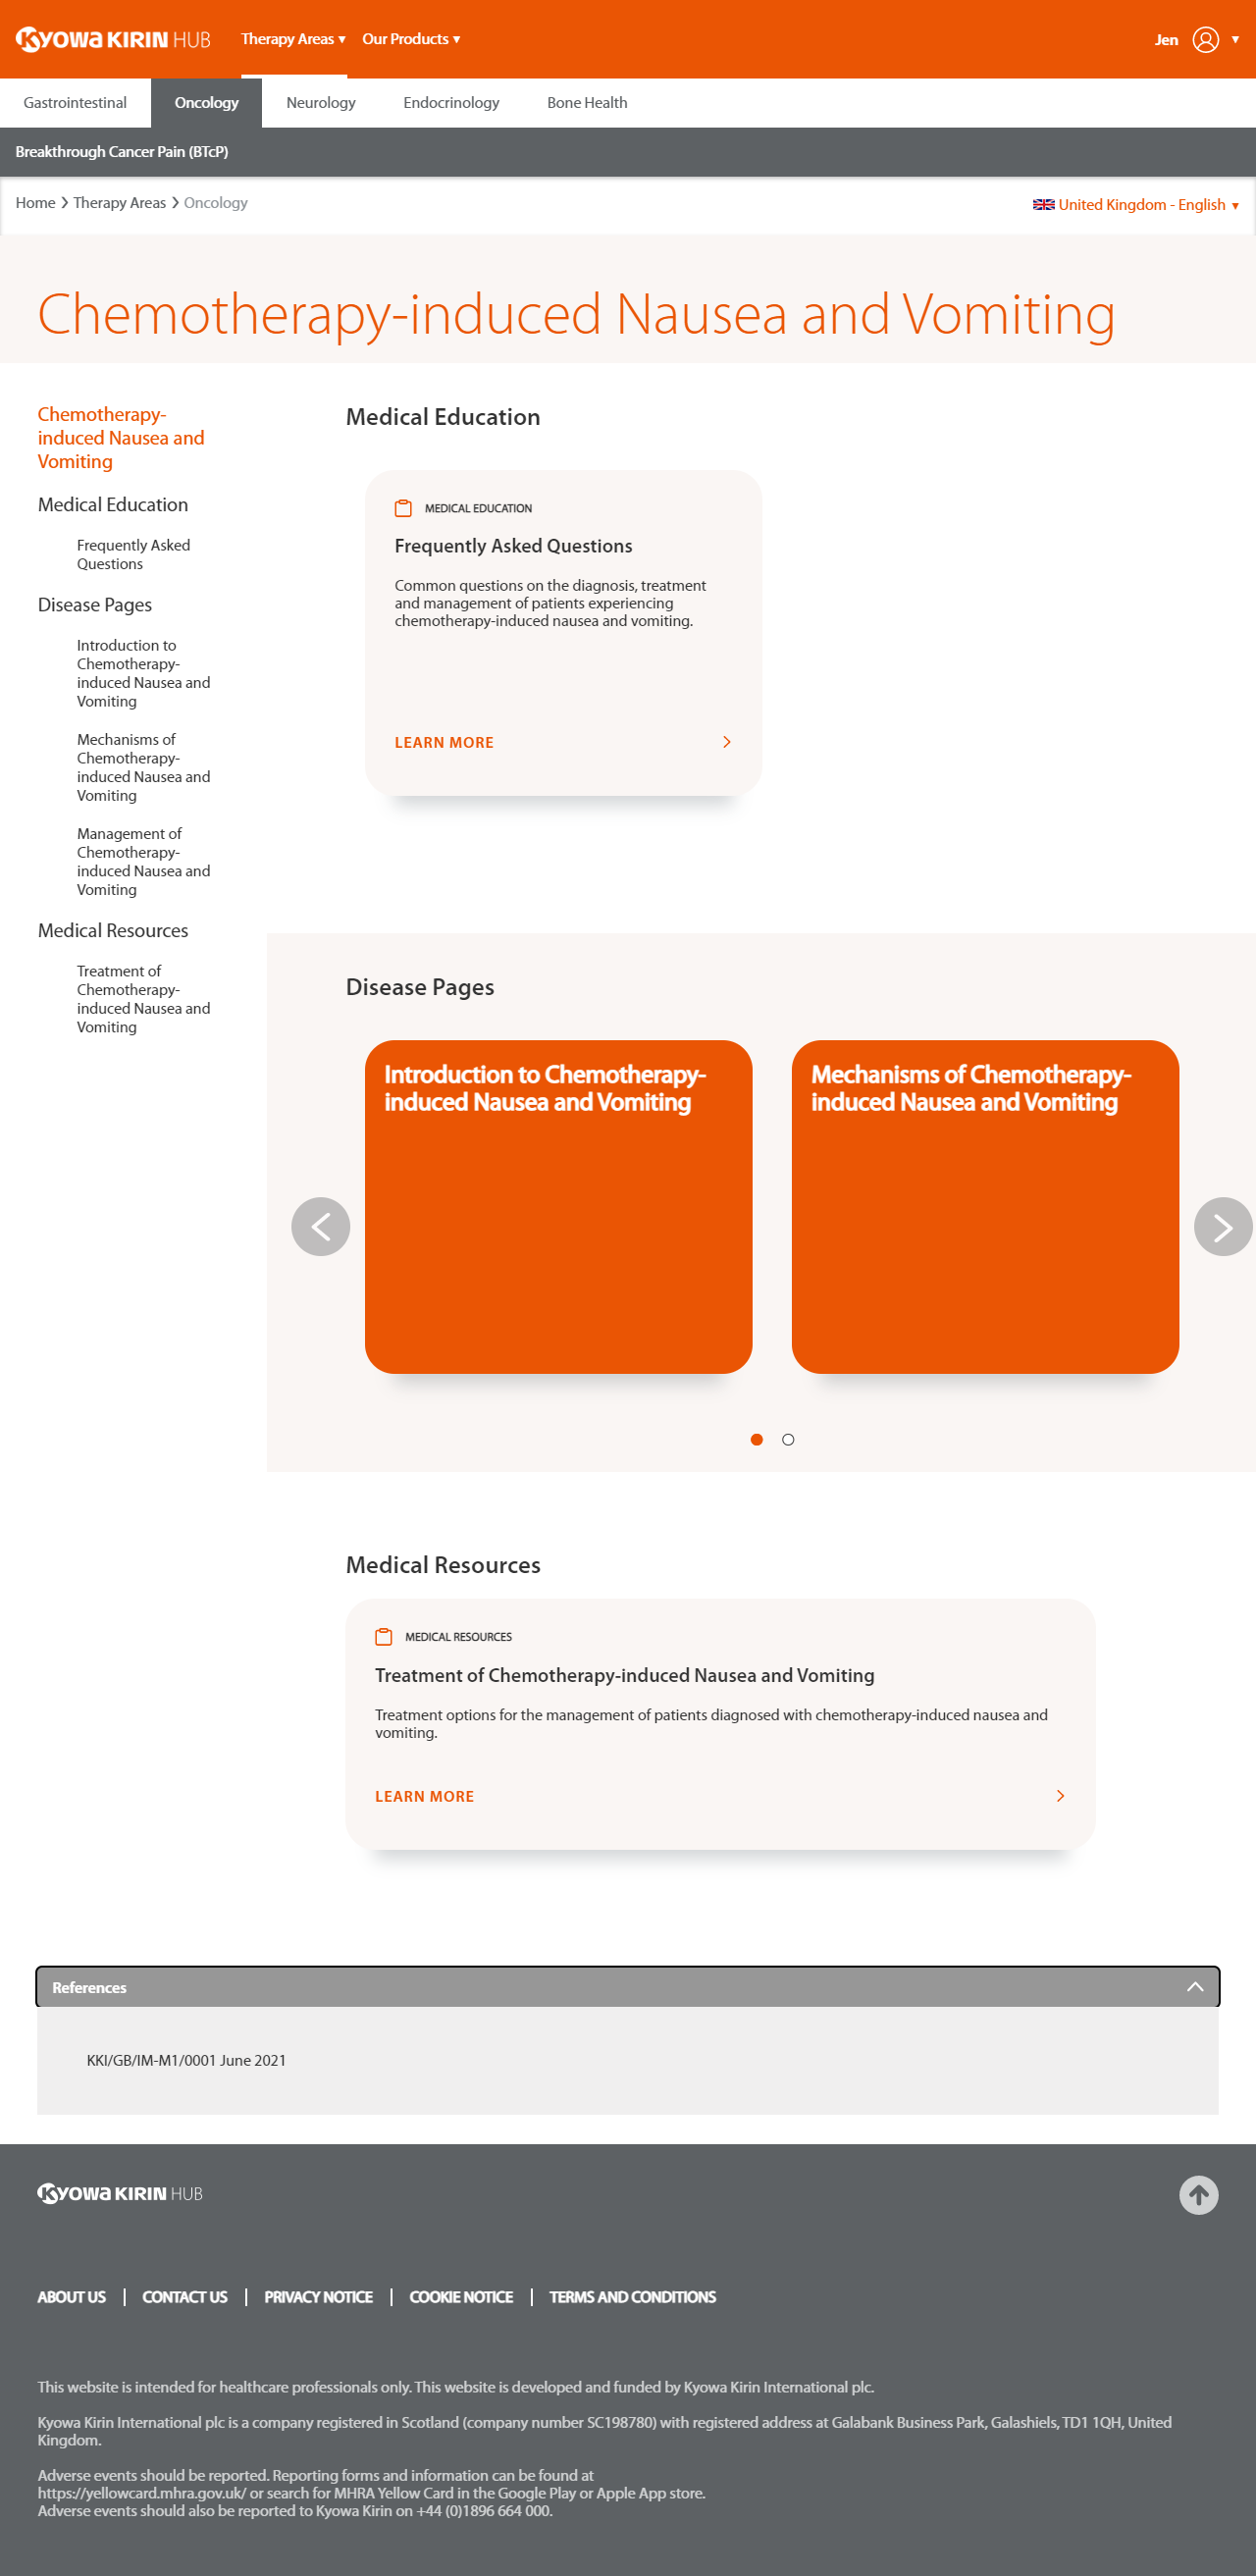 KYOWA KIRIN HUB
Therapy Areas ▼ Our Products ▼
Jen ▼
Gastrointestinal Oncology Neurology Endocrinology Bone Health
Breakthrough Cancer Pain (BTcP)
Home > Therapy Areas > Oncology
United Kingdom - English ▼
Chemotherapy-induced Nausea and Vomiting
Chemotherapy-
induced Nausea and
Vomiting
Medical Education
Frequently Asked
Questions
Disease Pages
Introduction to
Chemotherapy-
induced Nausea and
Vomiting
Mechanisms of
Chemotherapy-
induced Nausea and
Vomiting
Management of
Chemotherapy-
induced Nausea and
Vomiting
Medical Resources
Treatment of
Chemotherapy-
induced Nausea and
Vomiting
Medical Education
MEDICAL EDUCATION
Frequently Asked Questions
Common questions on the diagnosis, treatment
and management of patients experiencing
chemotherapy-induced nausea and vomiting.
LEARN MORE
Disease Pages
Introduction to Chemotherapy-
induced Nausea and Vomiting
Mechanisms of Chemotherapy-
induced Nausea and Vomiting
Medical Resources
MEDICAL RESOURCES
Treatment of Chemotherapy-induced Nausea and Vomiting
Treatment options for the management of patients diagnosed with chemotherapy-induced nausea and
vomiting.
LEARN MORE
References
KKI/GB/IM-M1/0001 June 2021
KYOWA KIRIN HUB
ABOUT US | CONTACT US | PRIVACY NOTICE | COOKIE NOTICE | TERMS AND CONDITIONS
This website is intended for healthcare professionals only. This website is developed and funded by Kyowa Kirin International plc.
Kyowa Kirin International plc is a company registered in Scotland (company number SC198780) with registered address at Galabank Business Park, Galashiels, TD1 1QH, United
Kingdom.
Adverse events should be reported. Reporting forms and information can be found at
https://yellowcard.mhra.gov.uk/ or search for MHRA Yellow Card in the Google Play or Apple App store.
Adverse events should also be reported to Kyowa Kirin on +44 (0)1896 664 000.